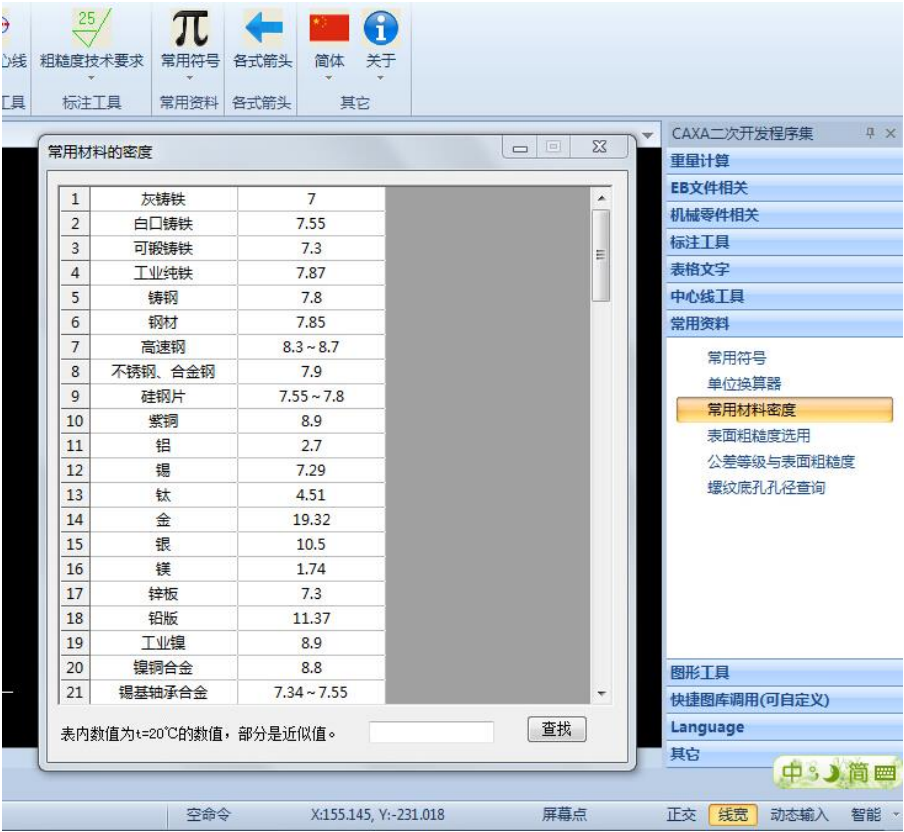 25
心线 粗糙度技术要求 常用符号 各式箭头 简体 关于
工具 标注工具 常用资料 各式箭头 其它
常用材料的密度
1 灰铸铁 7
2 白口铸铁 7.55
3 可锻铸铁 7.3
4 工业纯铁 7.87
5 铸钢 7.8
6 钢材 7.85
7 高速钢 8.3~8.7
8 不锈钢、合金钢 7.9
9 硅钢片 7.55~7.8
10 紫铜 8.9
11 铝 2.7
12 锡 7.29
13 钛 4.51
14 金 19.32
15 银 10.5
16 镁 1.74
17 锌板 7.3
18 铅版 11.37
19 工业镍 8.9
20 镍铜合金 8.8
21 锡基轴承合金 7.34~7.55
表内数值为t=20℃的数值，部分是近似值。
查找
CAXA二次开发程序集
重量计算
EB文件相关
机械零件相关
标注工具
表格文字
中心线工具
常用资料
常用符号
单位换算器
常用材料密度
表面粗糙度选用
公差等级与表面粗糙度
螺纹底孔孔径查询
图形工具
快捷图库调用(可自定义)
Language
其它
中 简
空命令 X:155.145, Y:-231.018 屏幕点 正交 线宽 动态输入 智能